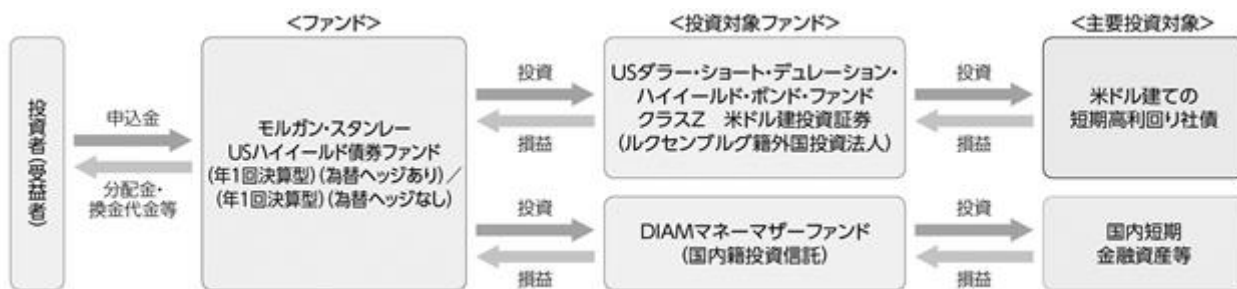 <ファンド>
<投資対象ファンド>
<主要投資対象>
投資者(受益者)
申込金
分配金・
換金代金等
モルガン・スタンレー
USハイイールド債券ファンド
(年1回決算型)(為替ヘッジあり)/
(年1回決算型)(為替ヘッジなし)
投資
損益
USダラー・ショート・デュレーション・
ハイイールド・ボンド・ファンド
クラスZ 米ドル建投資証券
(ルクセンブルグ籍外国投資法人)
投資
損益
米ドル建ての
短期高利回り社債
投資
損益
DIAMマネーマザーファンド
(国内籍投資信託)
投資
損益
国内短期
金融資産等